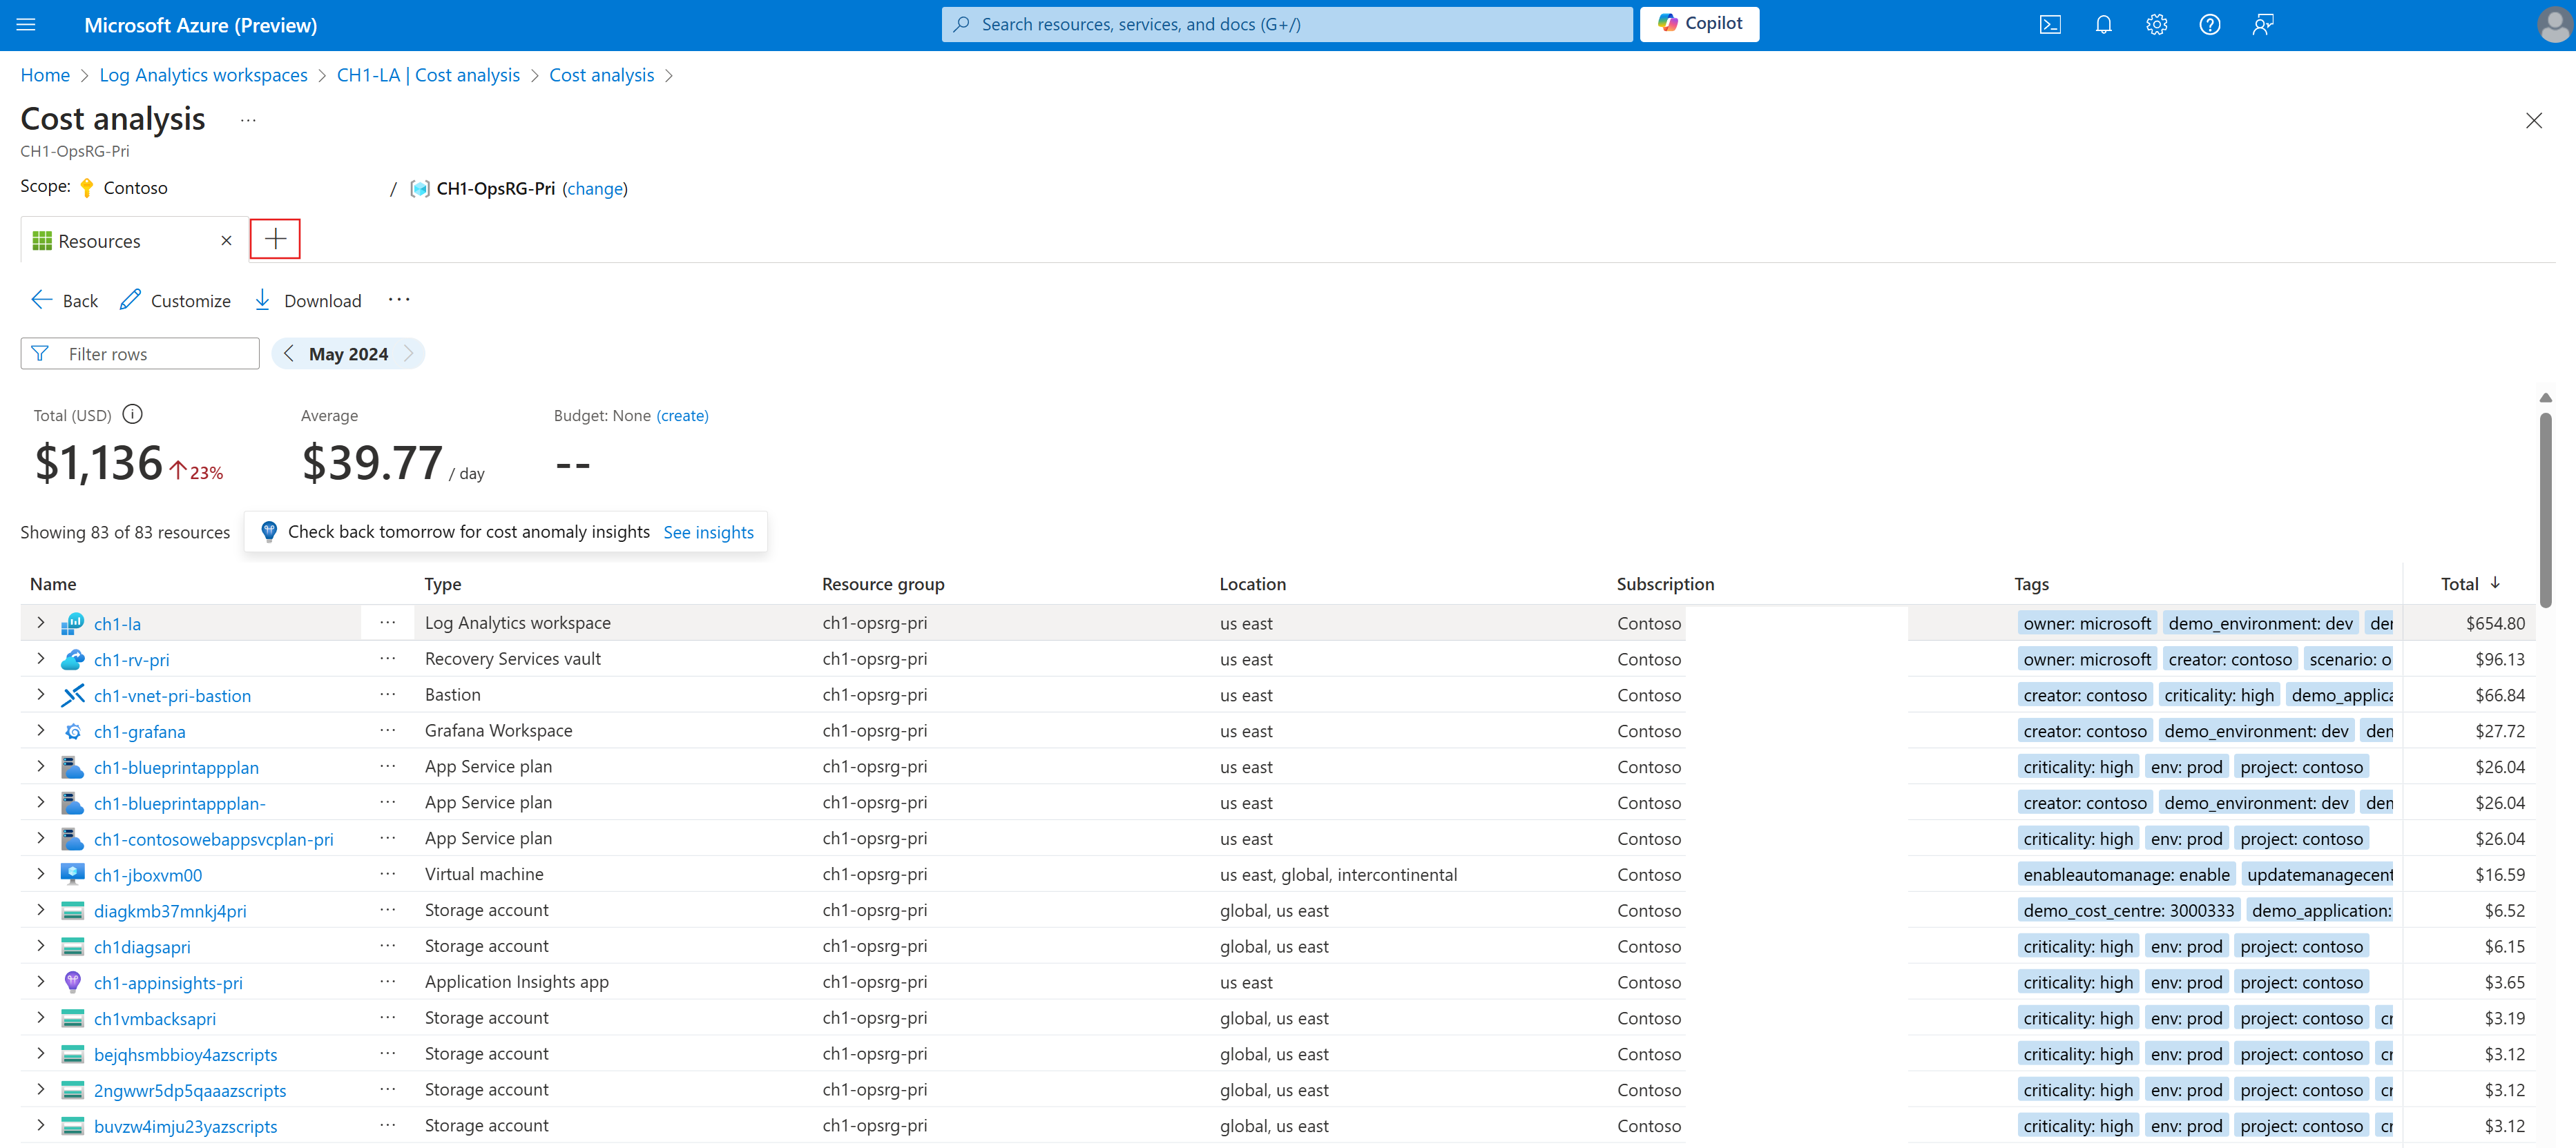 Microsoft Azure (Preview)
Search resources, services, and docs (G+/)
Copilot
Home > Log Analytics workspaces > CH1-LA | Cost analysis > Cost analysis >
Cost analysis ...
CH1-OpsRG-Pri
Scope: Contoso / CH1-OpsRG-Pri (change)
Resources
Back Customize Download ...
Filter rows
May 2024
Total (USD) Average Budget: None (create)
$1,136 ↑23% $39.77 / day --
Showing 83 of 83 resources
Check back tomorrow for cost anomaly insights See insights
Name Type Resource group Location Subscription Tags Total ↓
ch1-la ... Log Analytics workspace ch1-opsrg-pri us east Contoso owner: microsoft demo_environment: dev der $654.80
ch1-rv-pri ... Recovery Services vault ch1-opsrg-pri us east Contoso owner: microsoft creator: contoso scenario: o $96.13
ch1-vnet-pri-bastion ... Bastion ch1-opsrg-pri us east Contoso creator: contoso criticality: high demo_applica $66.84
ch1-grafana ... Grafana Workspace ch1-opsrg-pri us east Contoso creator: contoso demo_environment: dev den $27.72
ch1-blueprintappplan ... App Service plan ch1-opsrg-pri us east Contoso criticality: high env: prod project: contoso $26.04
ch1-blueprintappplan- ... App Service plan ch1-opsrg-pri us east Contoso creator: contoso demo_environment: dev den $26.04
ch1-contosowebappsvcplan-pri ... App Service plan ch1-opsrg-pri us east Contoso criticality: high env: prod project: contoso $26.04
ch1-jboxvm00 ... Virtual machine ch1-opsrg-pri us east, global, intercontinental Contoso enableautomanage: enable updatemanagecent $16.59
diagkmb37mnkj4pri ... Storage account ch1-opsrg-pri global, us east Contoso demo_cost_centre: 3000333 demo_application: $6.52
ch1diagsapri ... Storage account ch1-opsrg-pri global, us east Contoso criticality: high env: prod project: contoso $6.15
ch1-appinsights-pri ... Application Insights app ch1-opsrg-pri us east Contoso criticality: high env: prod project: contoso $3.65
ch1vmbacksapri ... Storage account ch1-opsrg-pri global, us east Contoso criticality: high env: prod project: contoso cr $3.19
bejqhsmbbioy4azscripts ... Storage account ch1-opsrg-pri global, us east Contoso criticality: high env: prod project: contoso cr $3.12
2ngwwr5dp5qaaazscripts ... Storage account ch1-opsrg-pri global, us east Contoso criticality: high env: prod project: contoso cr $3.12
buvzw4imju23yazscripts ... Storage account ch1-opsrg-pri global, us east Contoso criticality: high env: prod project: contoso cr $3.12